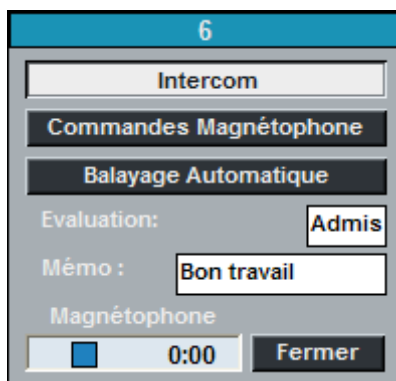 6
Intercom
Commandes Magnétophone
Balayage Automatique
Evaluation: Admis
Mémo : Bon travail
Magnétophone
0:00 Fermer